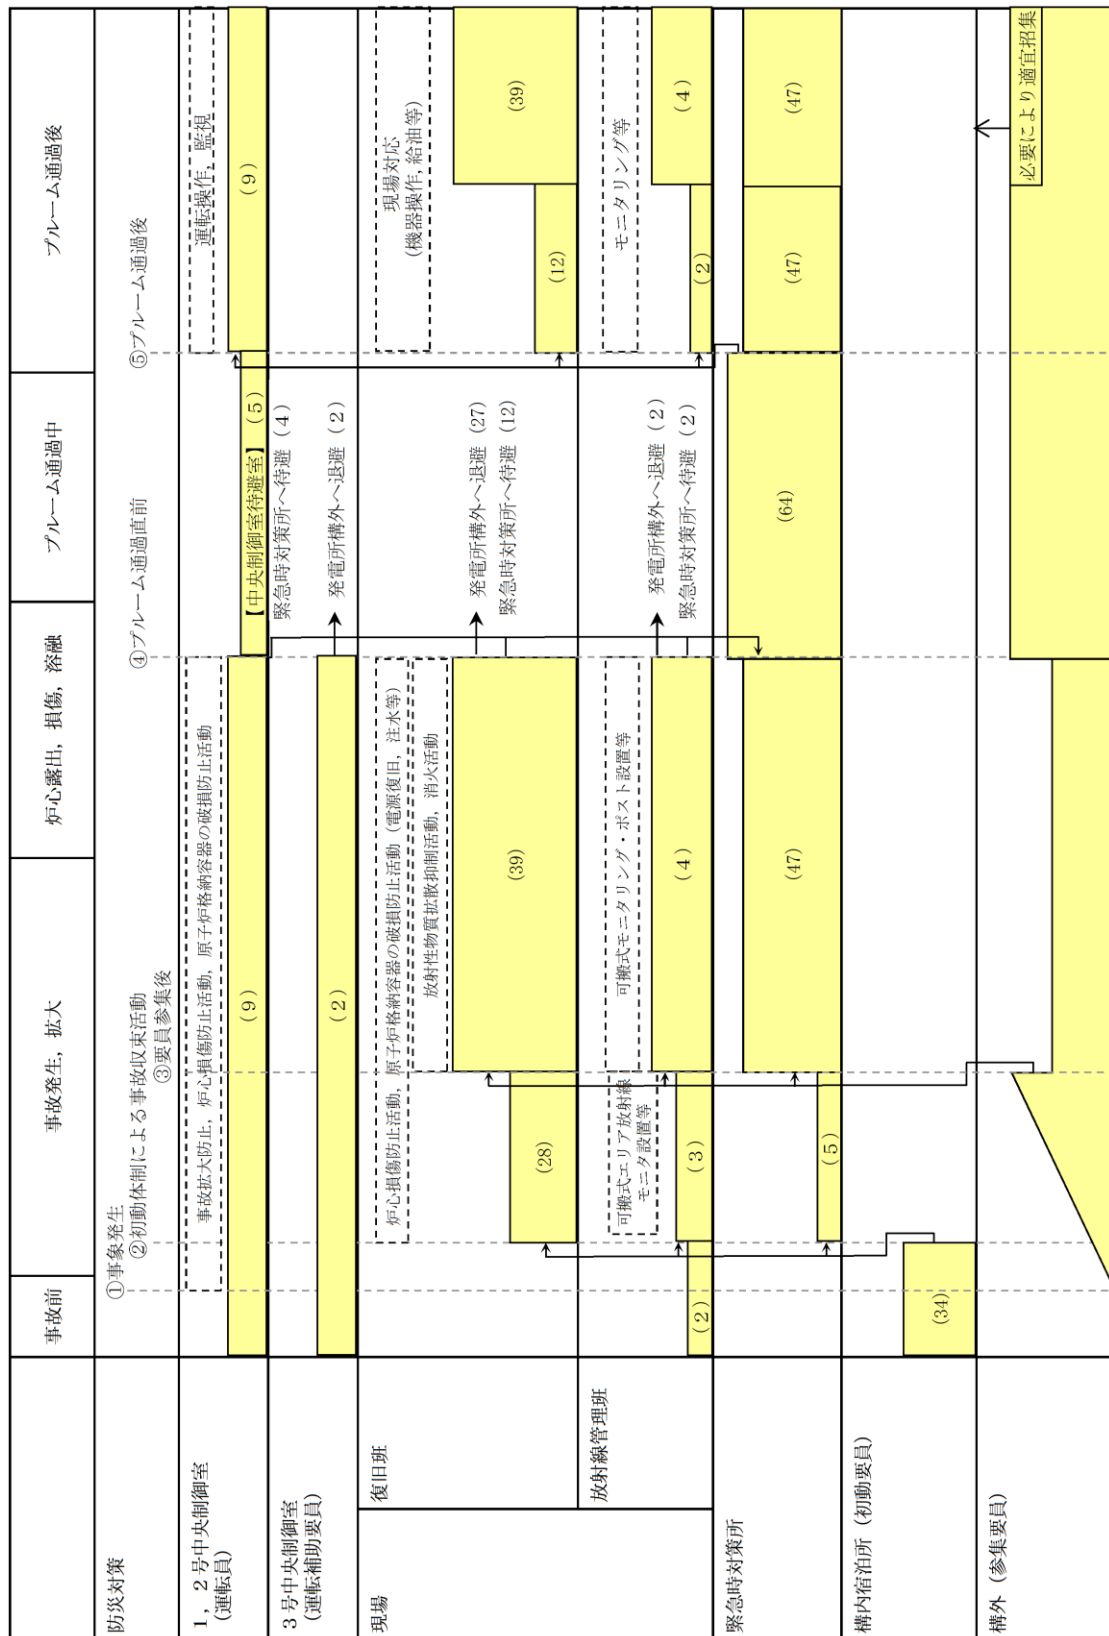 事故前
事故発生，拡大
炉心露出，損傷，溶融
プルーム通過中
プルーム通過後
防災対策
①事象発生
②初動体制による事故収束活動
③要員参集後
④プルーム通過直前
⑤プルーム通過後
1，2号中央制御室
(運転員)
事故拡大防止，炉心損傷防止活動，原子炉格納容器の破損防止活動
(9)
【中央制御室待避室】(5)
緊急時対策所へ待避(4)
運転操作，監視
(9)
3号中央制御室
(運転補助要員)
(2)
発電所構外へ退避(2)
現場
復旧班
炉心損傷防止活動，原子炉格納容器の破損防止活動(電源復旧，注水等)
放射性物質拡散抑制活動，消火活動
(28)
(39)
発電所構外へ退避(27)
緊急時対策所へ待避(12)
現場対応
(機器操作,給油等)
(12)
(39)
放射線管理班
(2)
可搬式エリア放射線
モニタ設置等
(3)
可搬式モニタリング・ポスト設置等
(4)
発電所構外へ退避(2)
緊急時対策所へ待避(2)
モニタリング等
(2)
(4)
緊急時対策所
(5)
(47)
(64)
(47)
(47)
構内宿泊所(初動要員)
(34)
構外(参集要員)
必要により適宜招集